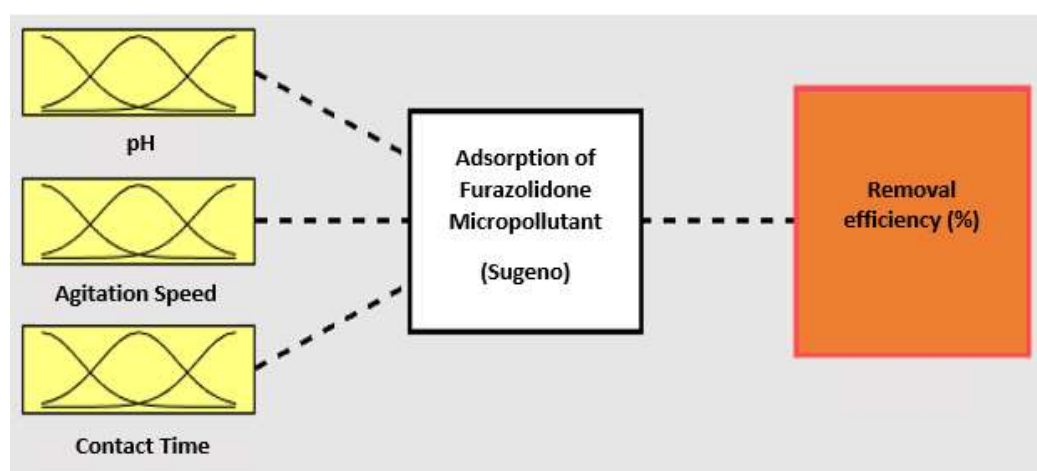 pH
Agitation Speed
Contact Time
Adsorption of
Furazolidone
Micropollutant
(Sugeno)
Removal
efficiency (%)